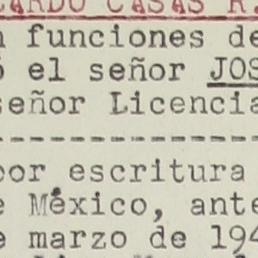 CARDO CASAS R.
n funciones de
ó el señor JOS
señor Licencia
por escritura
e México, ante
e marzo de 194